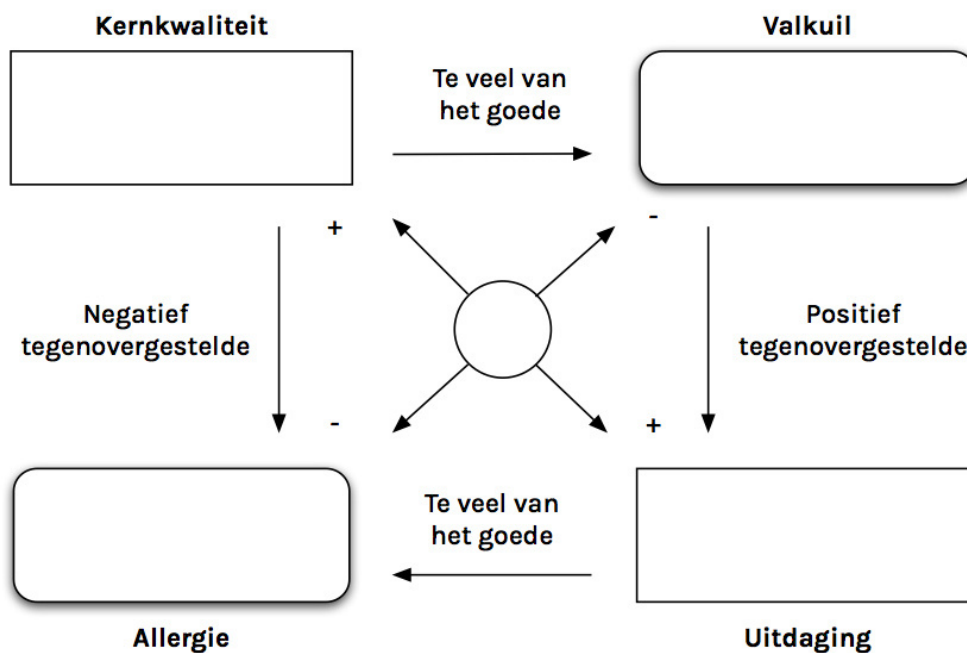 Kernkwaliteit
Valkuil
Te veel van
het goede
+
-
Negatief
tegenovergestelde
Positief
tegenovergestelde
-
+
Te veel van
het goede
Allergie
Uitdaging